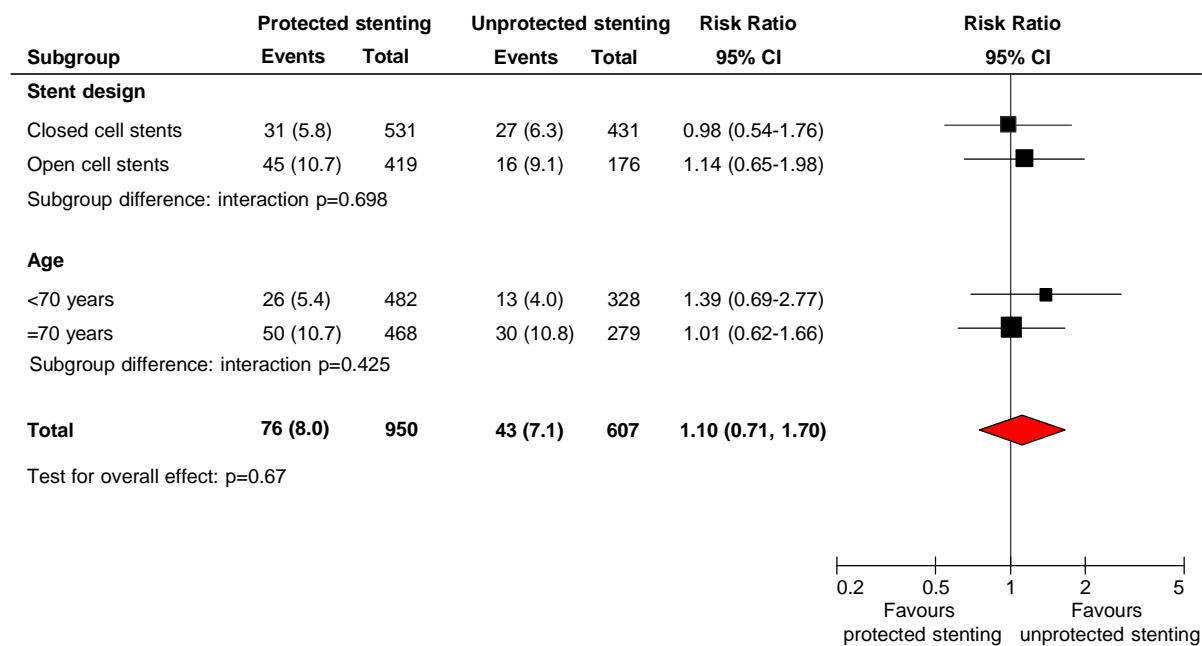 Protected stenting Unprotected stenting Risk Ratio Risk Ratio
Subgroup Events Total Events Total 95% CI 95% CI
Stent design
Closed cell stents 31 (5.8) 531 27 (6.3) 431 0.98 (0.54-1.76)
Open cell stents 45 (10.7) 419 16 (9.1) 176 1.14 (0.65-1.98)
Subgroup difference: interaction p=0.698
Age
<70 years 26 (5.4) 482 13 (4.0) 328 1.39 (0.69-2.77)
=70 years 50 (10.7) 468 30 (10.8) 279 1.01 (0.62-1.66)
Subgroup difference: interaction p=0.425
Total 76 (8.0) 950 43 (7.1) 607 1.10 (0.71, 1.70)
Test for overall effect: p=0.67
0.2 0.5 1 2 5
Favours Favours
protected stenting unprotected stenting